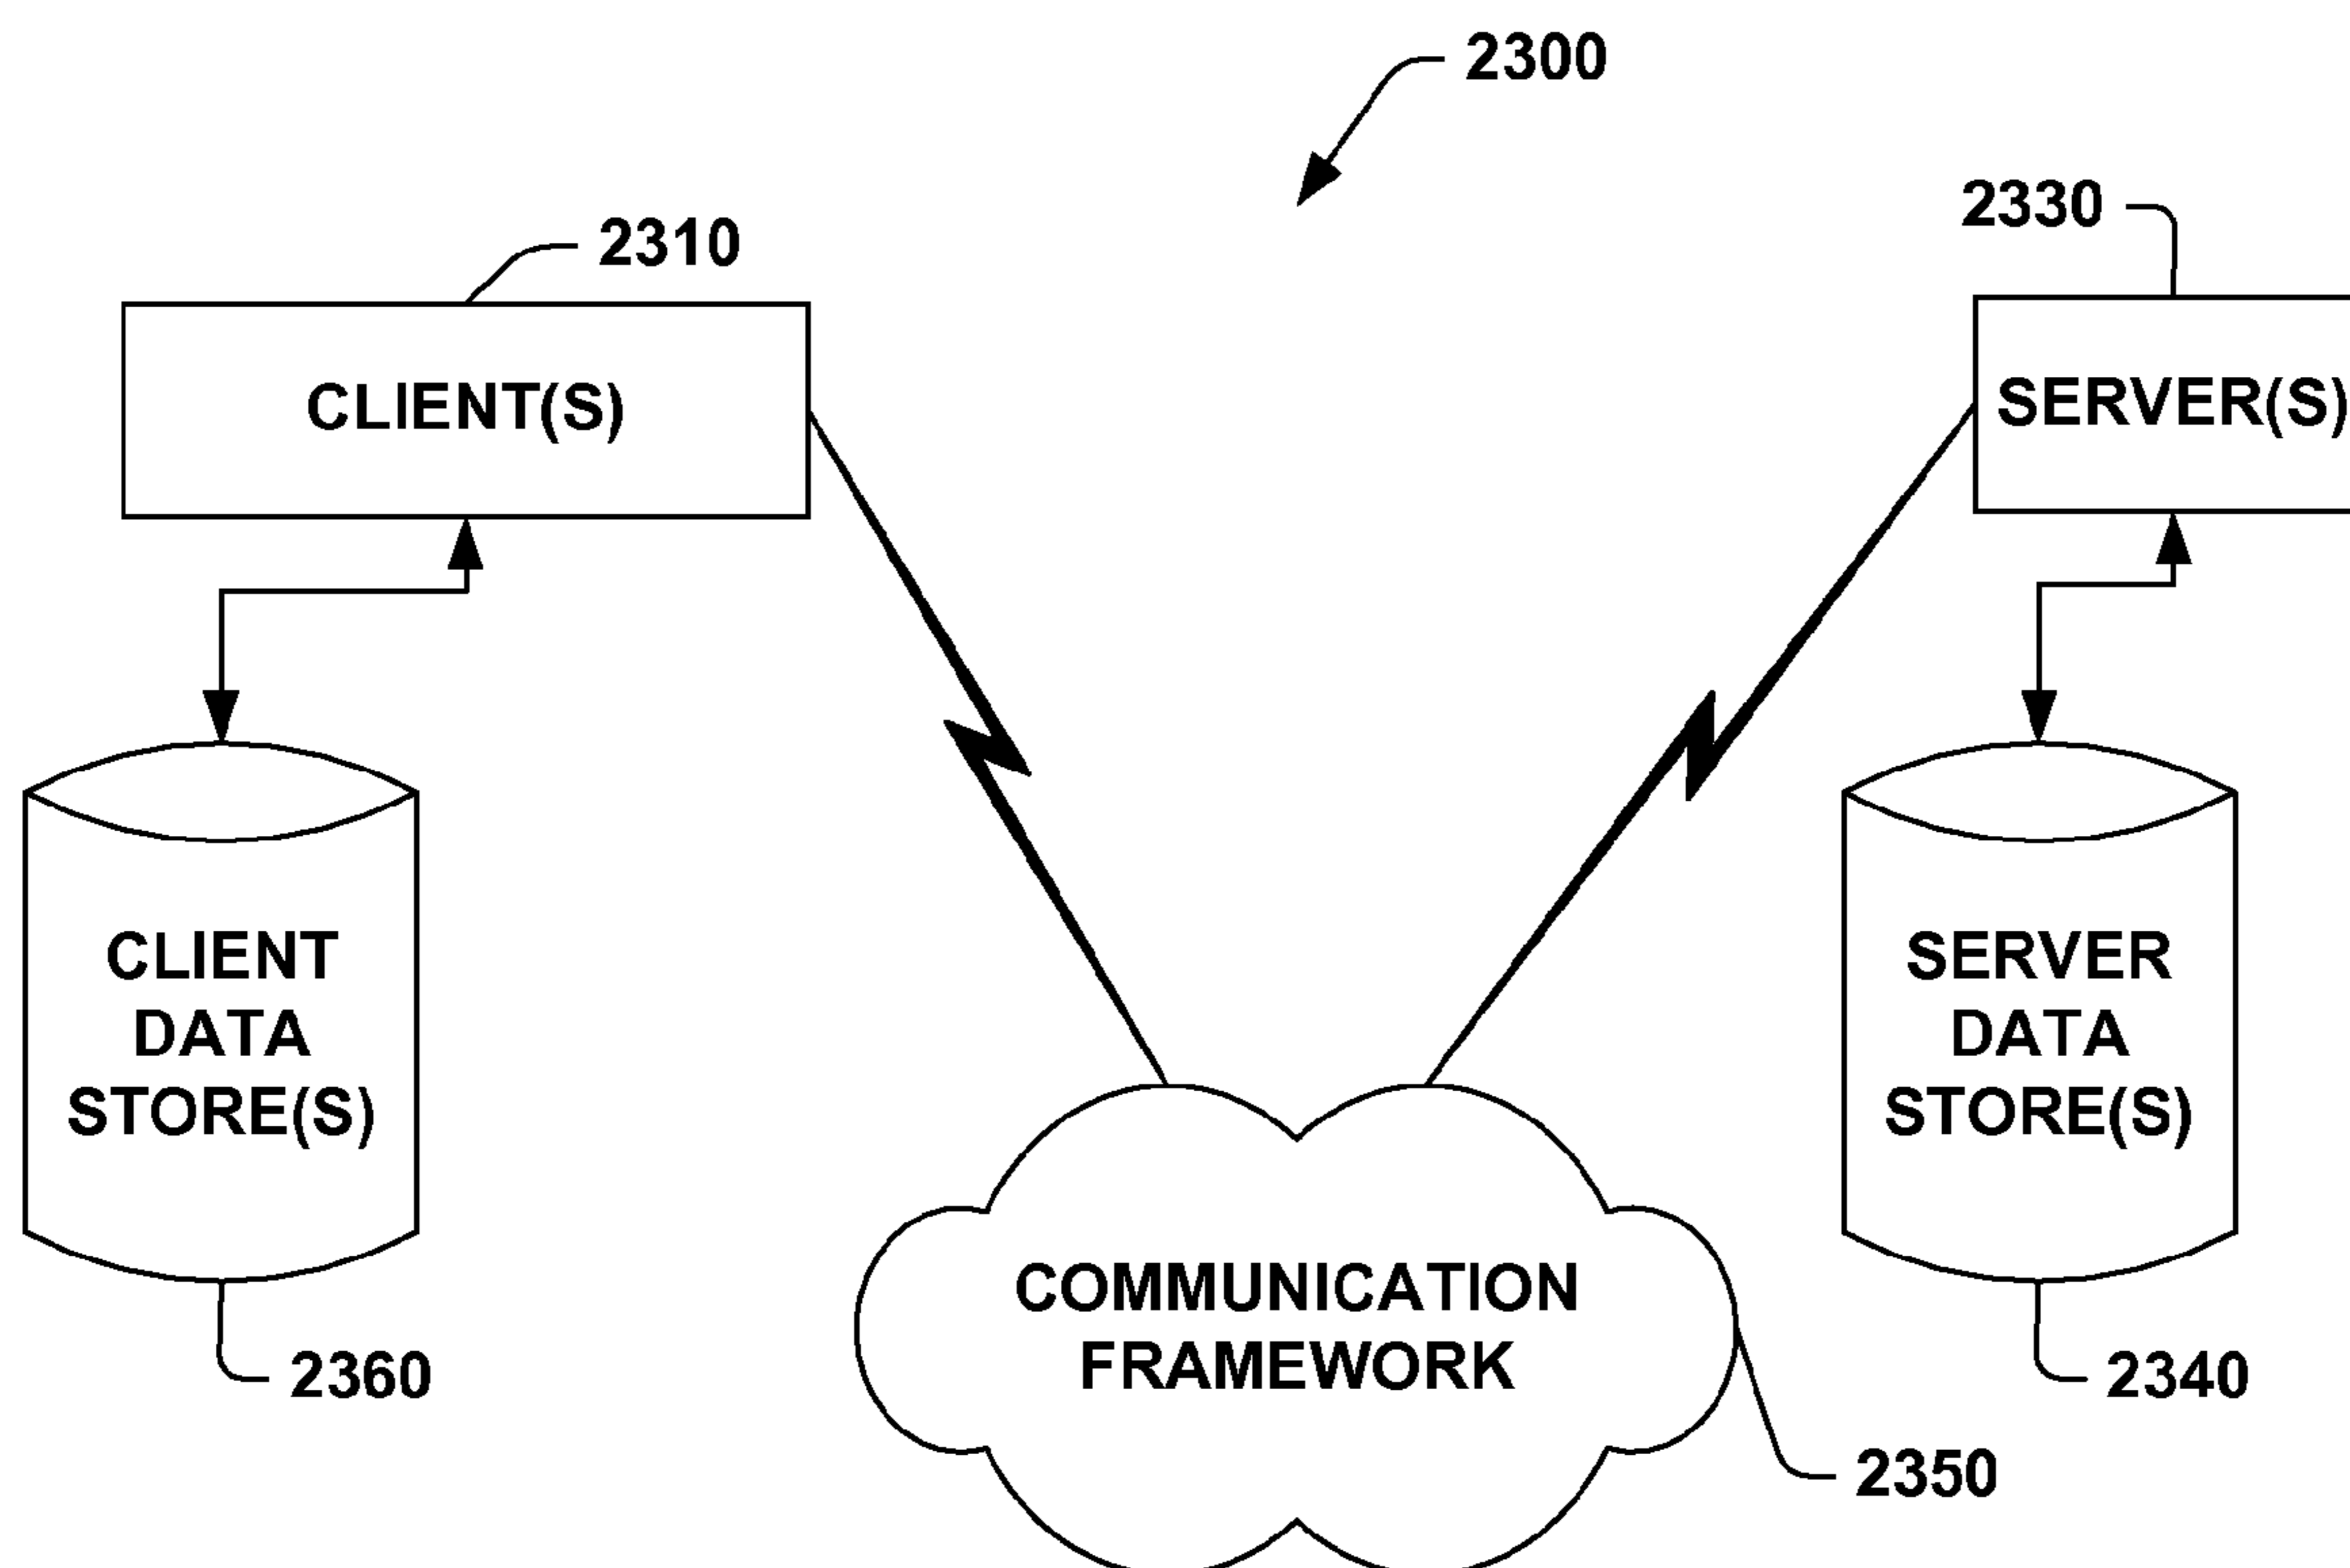 2300
2310
2330
CLIENT(S)
SERVER(S)
CLIENT
DATA
STORE(S)
SERVER
DATA
STORE(S)
COMMUNICATION
FRAMEWORK
2360
2340
2350